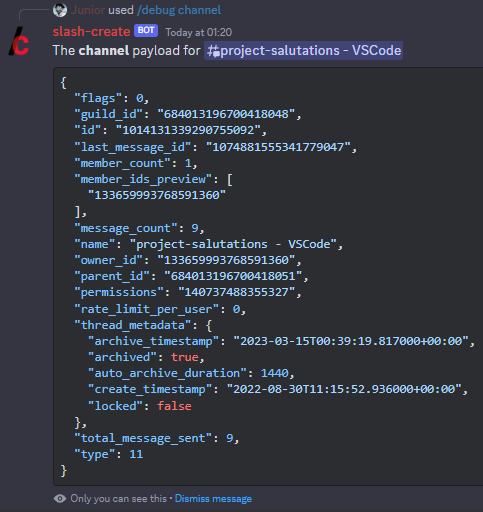 Junior used /debug channel
slash-create BOT Today at 01:20
The channel payload for #project-salutations - VSCode
{
  "flags": 0,
  "guild_id": "684013196700418048",
  "id": "1014131339290755092",
  "last_message_id": "1074881555341779047",
  "member_count": 1,
  "member_ids_preview": [
    "133659993768591360"
  ],
  "message_count": 9,
  "name": "project-salutations - VSCode",
  "owner_id": "133659993768591360",
  "parent_id": "684013196700418051",
  "permissions": "140737488355327",
  "rate_limit_per_user": 0,
  "thread_metadata": {
    "archive_timestamp": "2023-03-15T00:39:19.817000+00:00",
    "archived": true,
    "auto_archive_duration": 1440,
    "create_timestamp": "2022-08-30T11:15:52.936000+00:00",
    "locked": false
  },
  "total_message_sent": 9,
  "type": 11
}
Only you can see this • Dismiss message